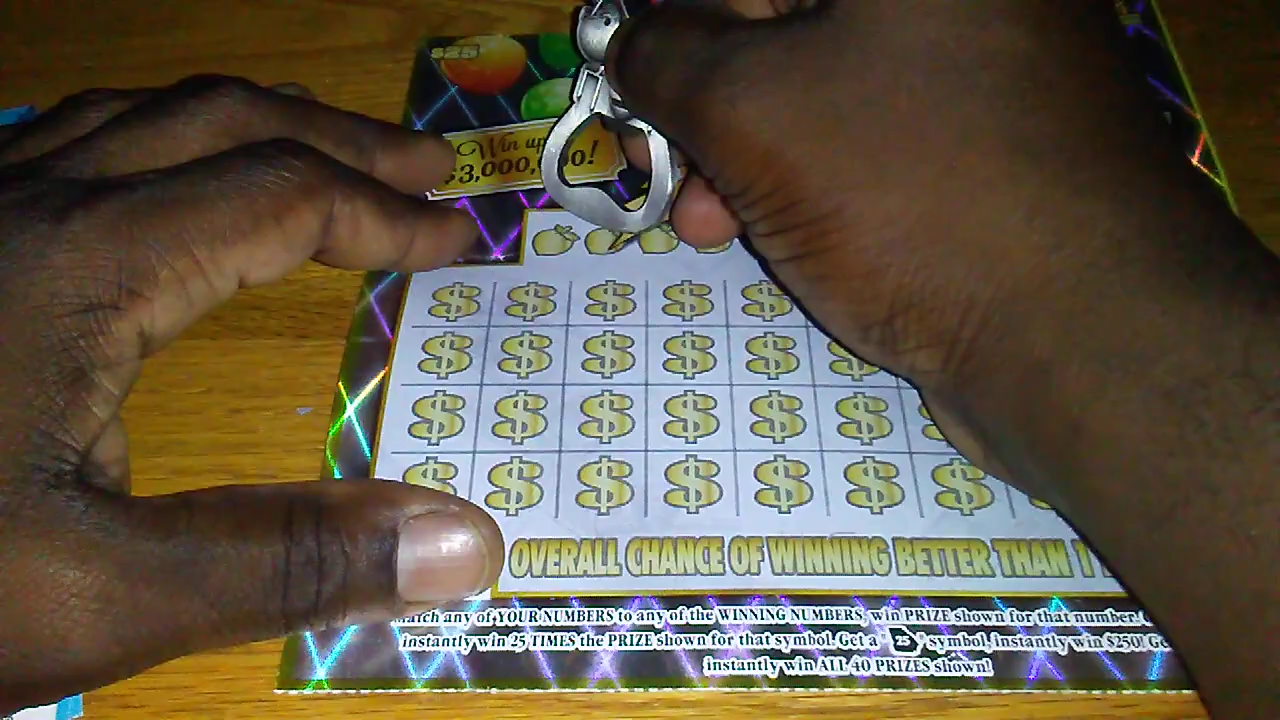 $25
Win up
$3,000, 0!
$ $ $ $ $
$ $ $ $ $ $
$ $ $ $ $ $ $
$ $ $ $ $ $ $
OVERALL CHANCE OF WINNING BETTER THAN 1
Match any of YOUR NUMBERS to any of the WINNING NUMBERS, win PRIZE shown for that number.
instantly win 25 TIMES the PRIZE shown for that symbol. Get a "25" symbol, instantly win $250!
instantly win ALL 40 PRIZES shown!